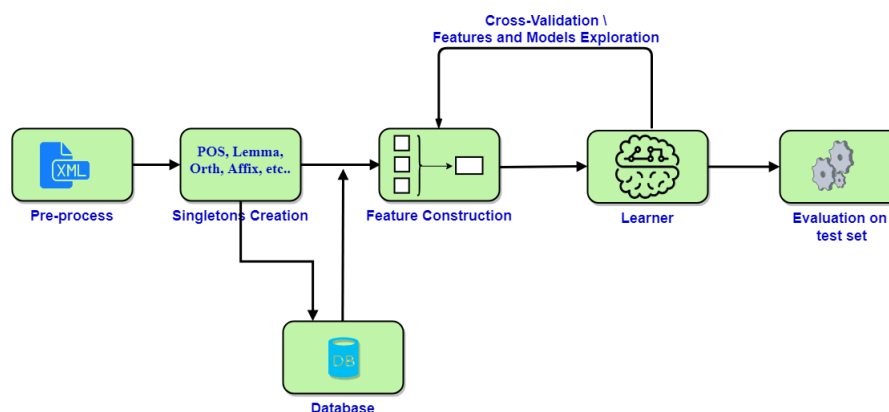 Cross-Validation \
Features and Models Exploration
XML
Pre-process
POS, Lemma,
Orth, Affix, etc..
Singletons Creation
Feature Construction
Learner
Evaluation on
test set
DB
Database